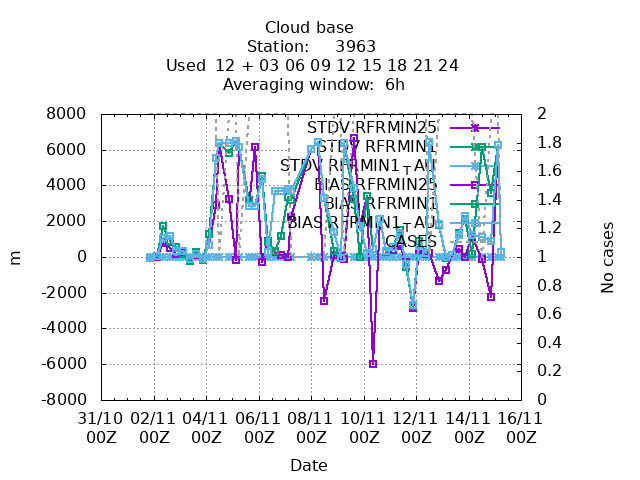 Cloud base
Station:     3963
Used  12 + 03 06 09 12 15 18 21 24
Averaging window:  6h
8000
6000
4000
2000
0
-2000
-4000
-6000
-8000
m
2
1.8
1.6
1.4
1.2
1
0.8
0.6
0.4
0.2
0
No cases
STDV RFRMIN25
STDV RFRMIN1
STDV RFRMIN1_AU
BIAS RFRMIN25
BIAS RFRMIN1
BIAS RFRMIN1_AU
CASES
31/10 02/11 04/11 06/11 08/11 10/11 12/11 14/11 16/11
00Z 00Z 00Z 00Z 00Z 00Z 00Z 00Z 00Z
Date